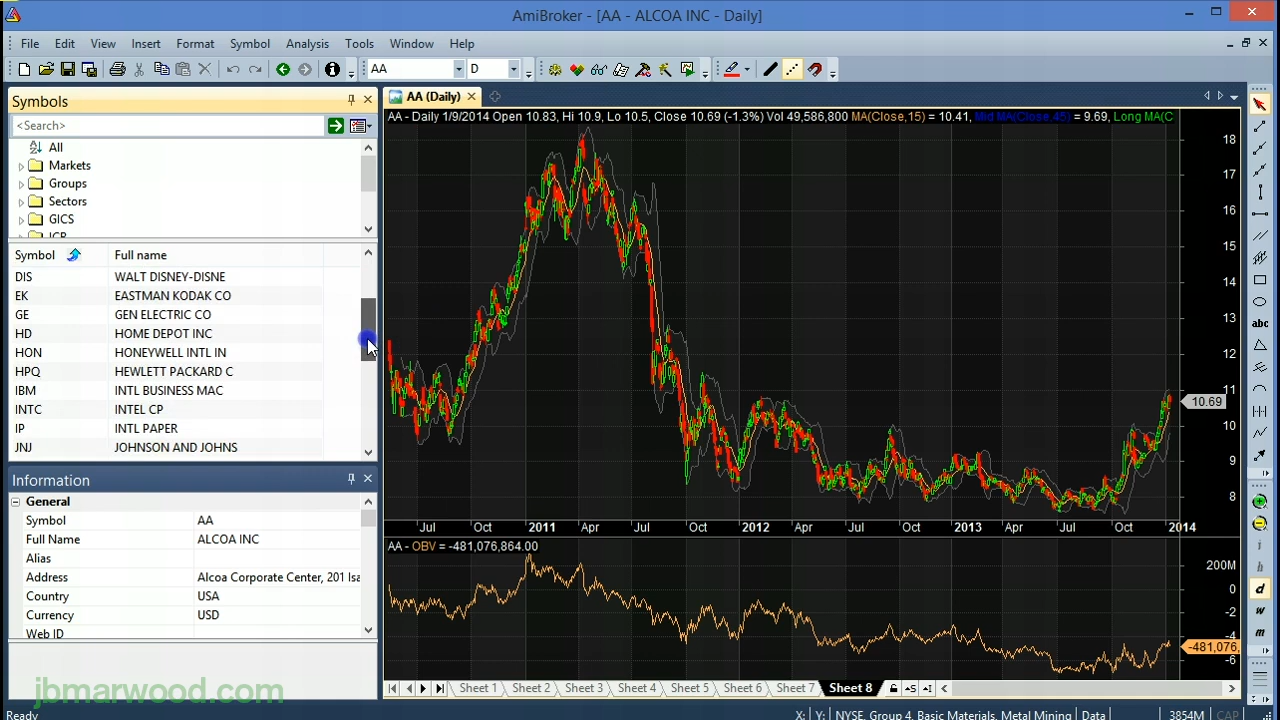 AmiBroker - [AA - ALCOA INC - Daily]
File Edit View Insert Format Symbol Analysis Tools Window Help
AA D
Symbols
AA (Daily)
<Search>
AA - Daily 1/9/2014 Open 10.83, Hi 10.9, Lo 10.5, Close 10.69 (-1.3%) Vol 49,586,800 MA(Close,15) = 10.41, Mid MA(Close,45) = 9.69, Long MA(C
All
Markets
Groups
Sectors
GICS
ICB
Symbol Full name
DIS WALT DISNEY-DISNE
EK EASTMAN KODAK CO
GE GEN ELECTRIC CO
HD HOME DEPOT INC
HON HONEYWELL INTL IN
HPQ HEWLETT PACKARD C
IBM INTL BUSINESS MAC
INTC INTEL CP
IP INTL PAPER
JNJ JOHNSON AND JOHNS
18
17
16
15
14
13
12
11
10.69
10
9
8
Jul Oct 2011 Apr Jul Oct 2012 Apr Jul Oct 2013 Apr Jul Oct 2014
abc
Information
General
Symbol AA
Full Name ALCOA INC
Alias
Address Alcoa Corporate Center, 201 Isa
Country USA
Currency USD
Web ID
AA - OBV = -481,076,864.00
200M
0
-2
-4
-481,076,
-6
i
h
d
w
m
Sheet 1 Sheet 2 Sheet 3 Sheet 4 Sheet 5 Sheet 6 Sheet 7 Sheet 8
jbmarwood.com
Ready X: Y: NYSE, Group 4, Basic Materials, Metal Mining Data 3854M CAP